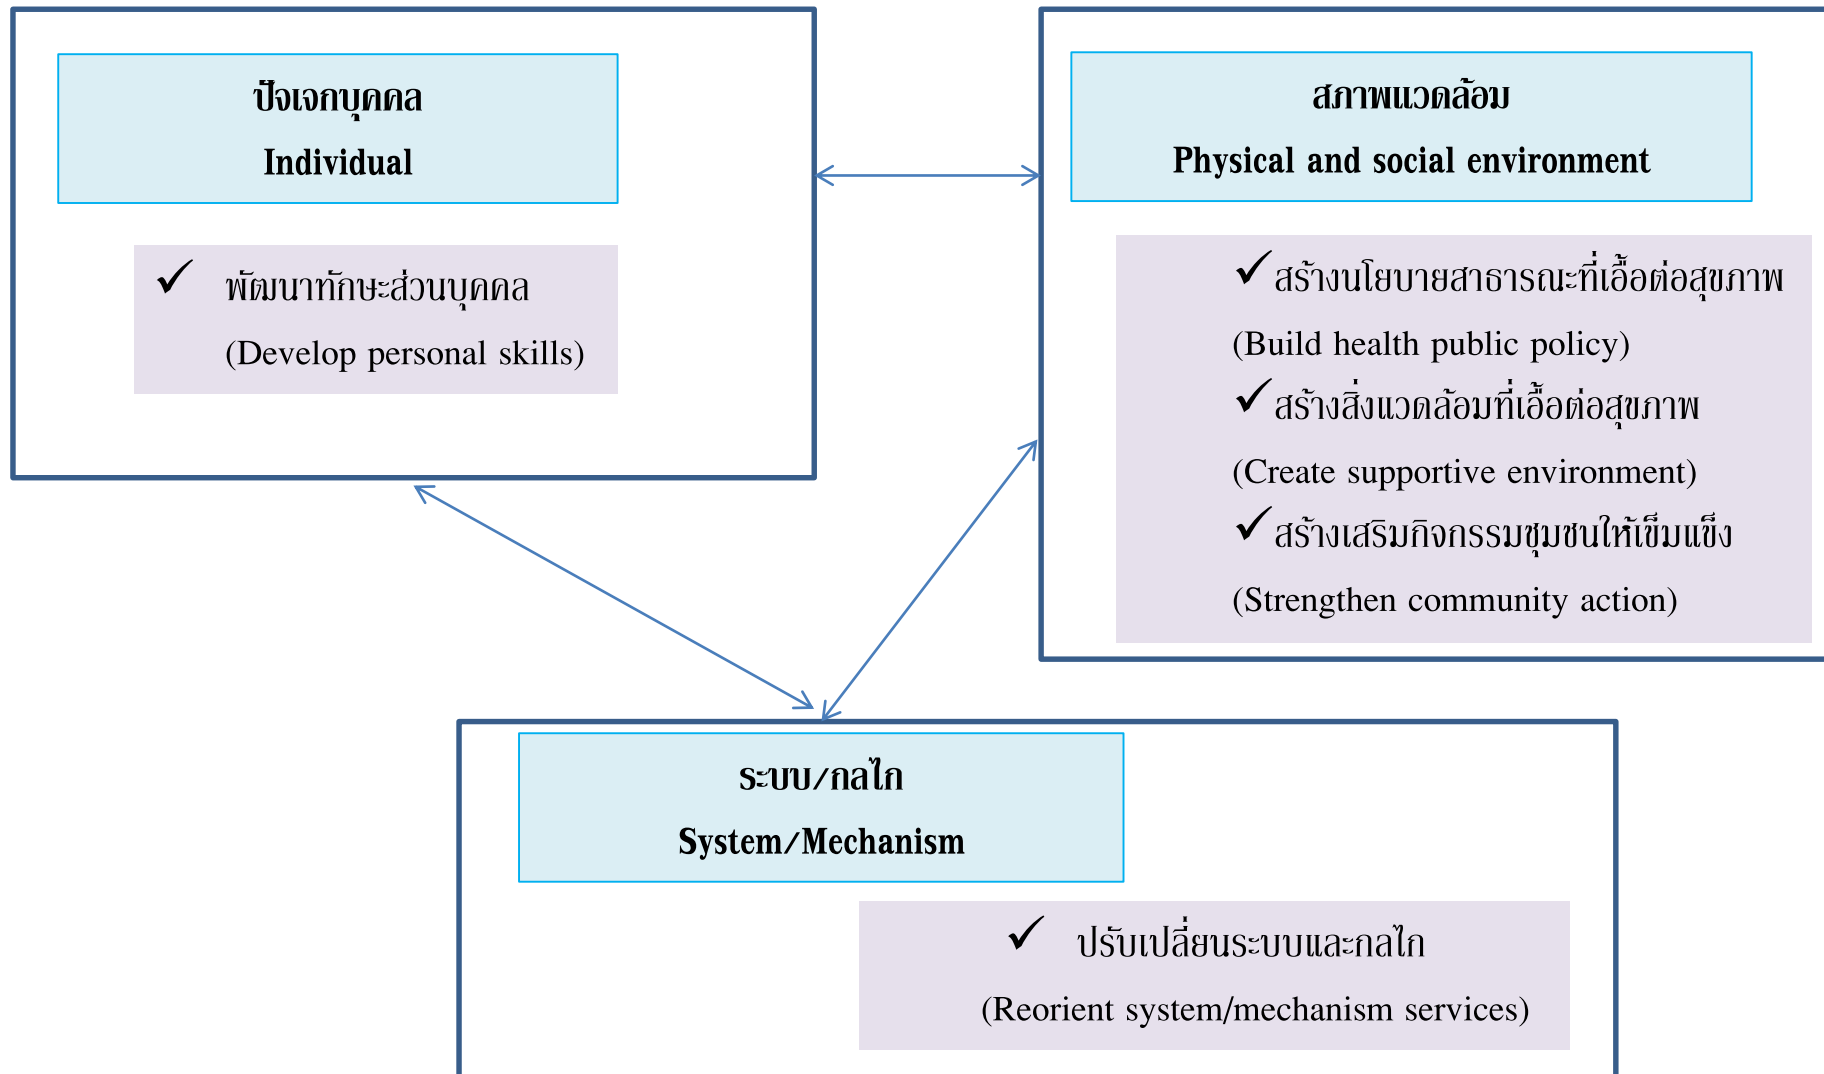 ปัจเจกบุคคล
Individual
✓ พัฒนาทักษะส่วนบุคคล
(Develop personal skills)
สภาพแวดล้อม
Physical and social environment
✓สร้างนโยบายสาธารณะที่เอื้อต่อสุขภาพ
(Build health public policy)
✓สร้างสิ่งแวดล้อมที่เอื้อต่อสุขภาพ
(Create supportive environment)
✓สร้างเสริมกิจกรรมชุมชนให้เข็มแข็ง
(Strengthen community action)
ระบบ/กลไก
System/Mechanism
✓ ปรับเปลี่ยนระบบและกลไก
(Reorient system/mechanism services)